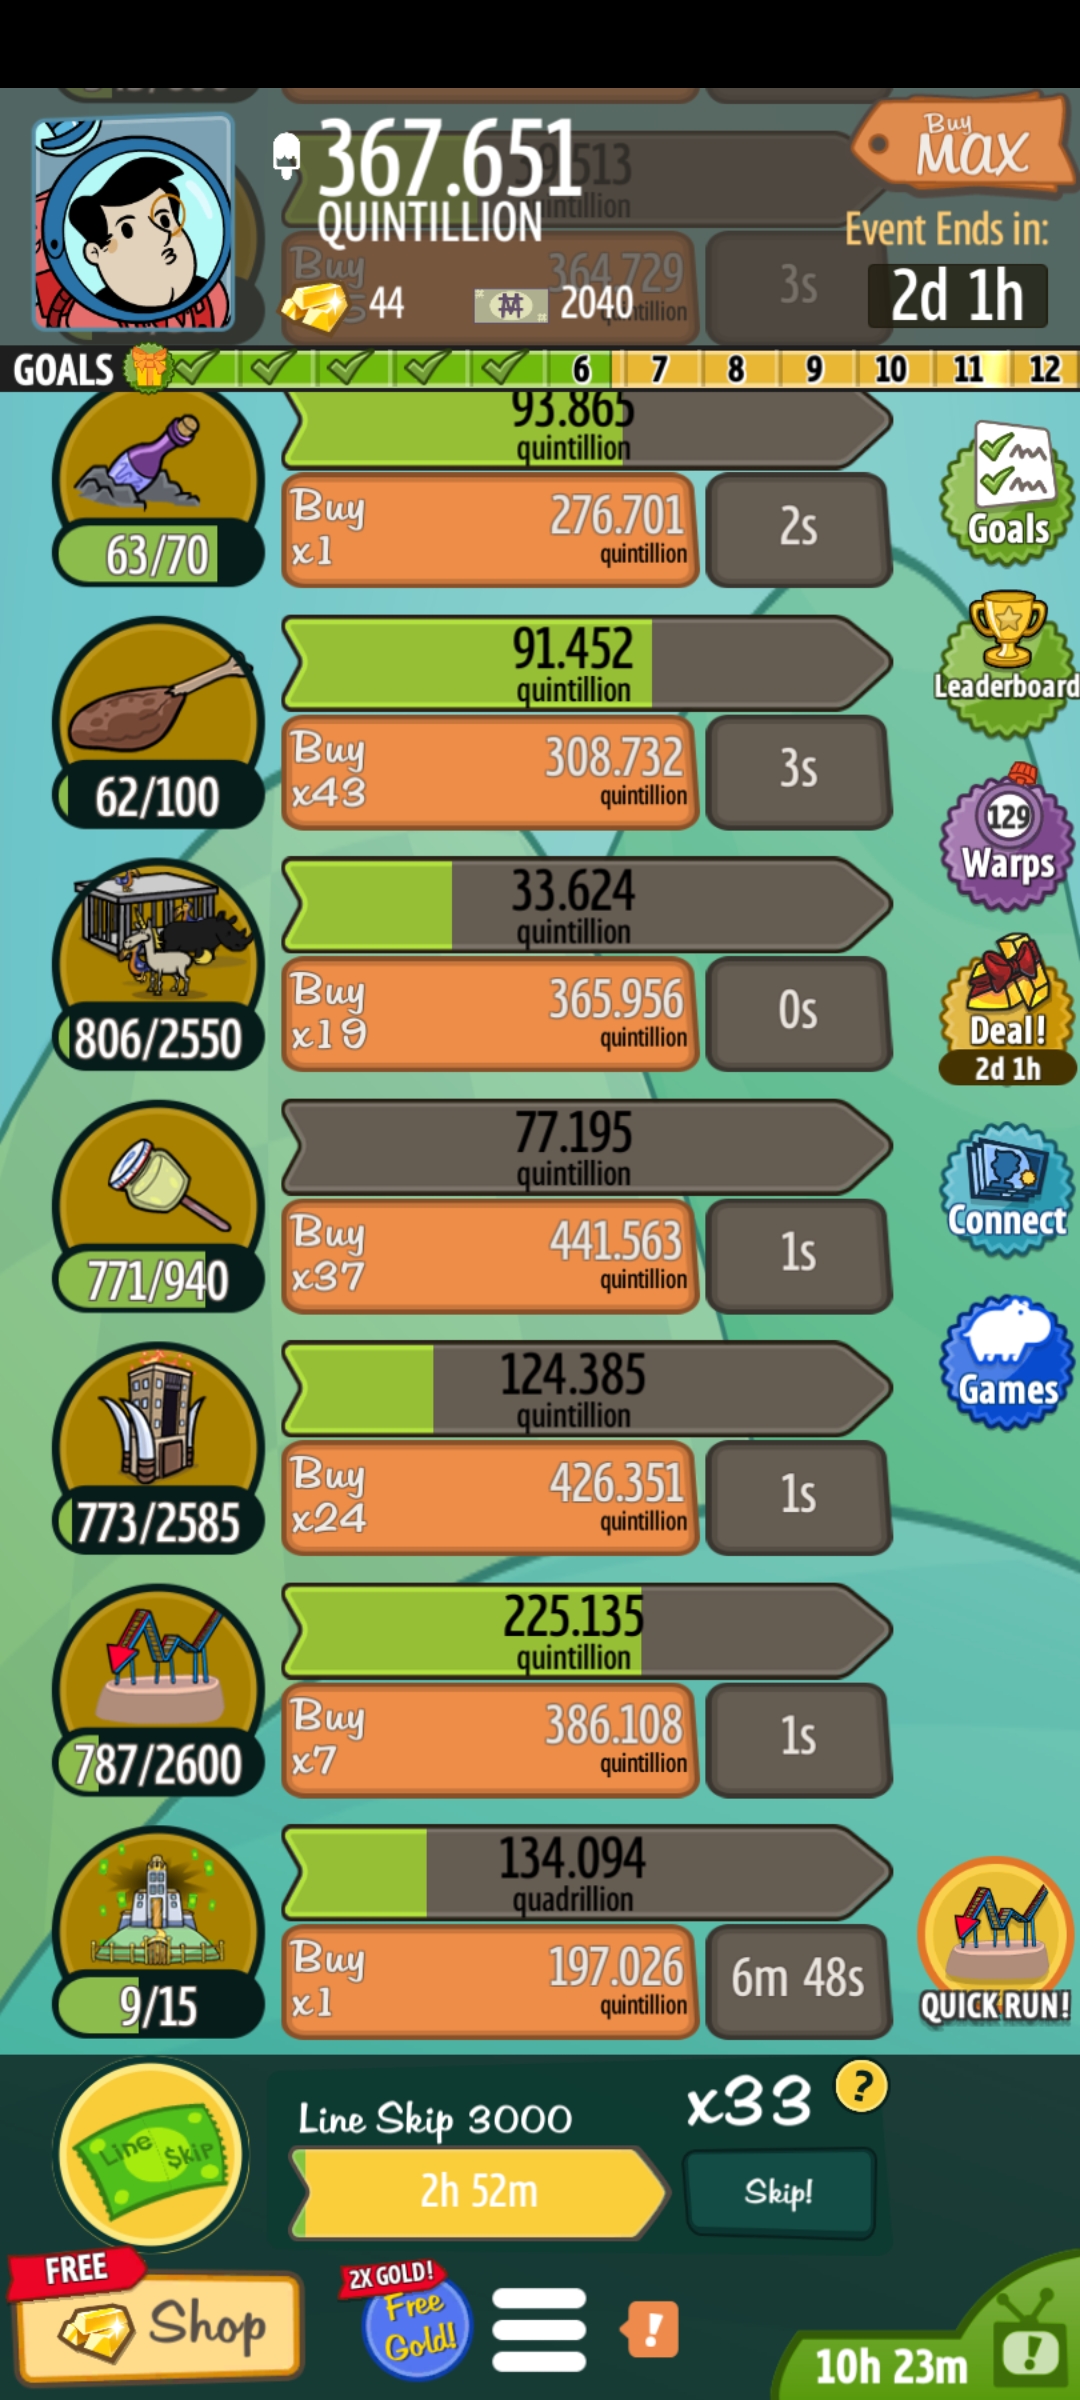 367.651
QUINTILLION
44
2040
Buy
MAX
Event Ends in:
2d 1h
Buy
364.729
3s
GOALS
6
7
8
9
10
11
12
93.865
quintillion
63/70
Buy
x1
276.701
quintillion
2s
Goals
Leaderboard
91.452
quintillion
62/100
Buy
x43
308.732
quintillion
3s
129
Warps
33.624
quintillion
806/2550
Buy
x19
365.956
quintillion
0s
Deal!
2d 1h
77.195
quintillion
771/940
Buy
x37
441.563
quintillion
1s
Connect
124.385
quintillion
773/2585
Buy
x24
426.351
quintillion
1s
Games
225.135
quintillion
787/2600
Buy
x7
386.108
quintillion
1s
134.094
quadrillion
9/15
Buy
x1
197.026
quintillion
6m 48s
QUICK RUN!
Line $kip
Line Skip 3000
2h 52m
x33
?
Skip!
FREE
Shop
2X GOLD!
Free
Gold!
!
10h 23m
!